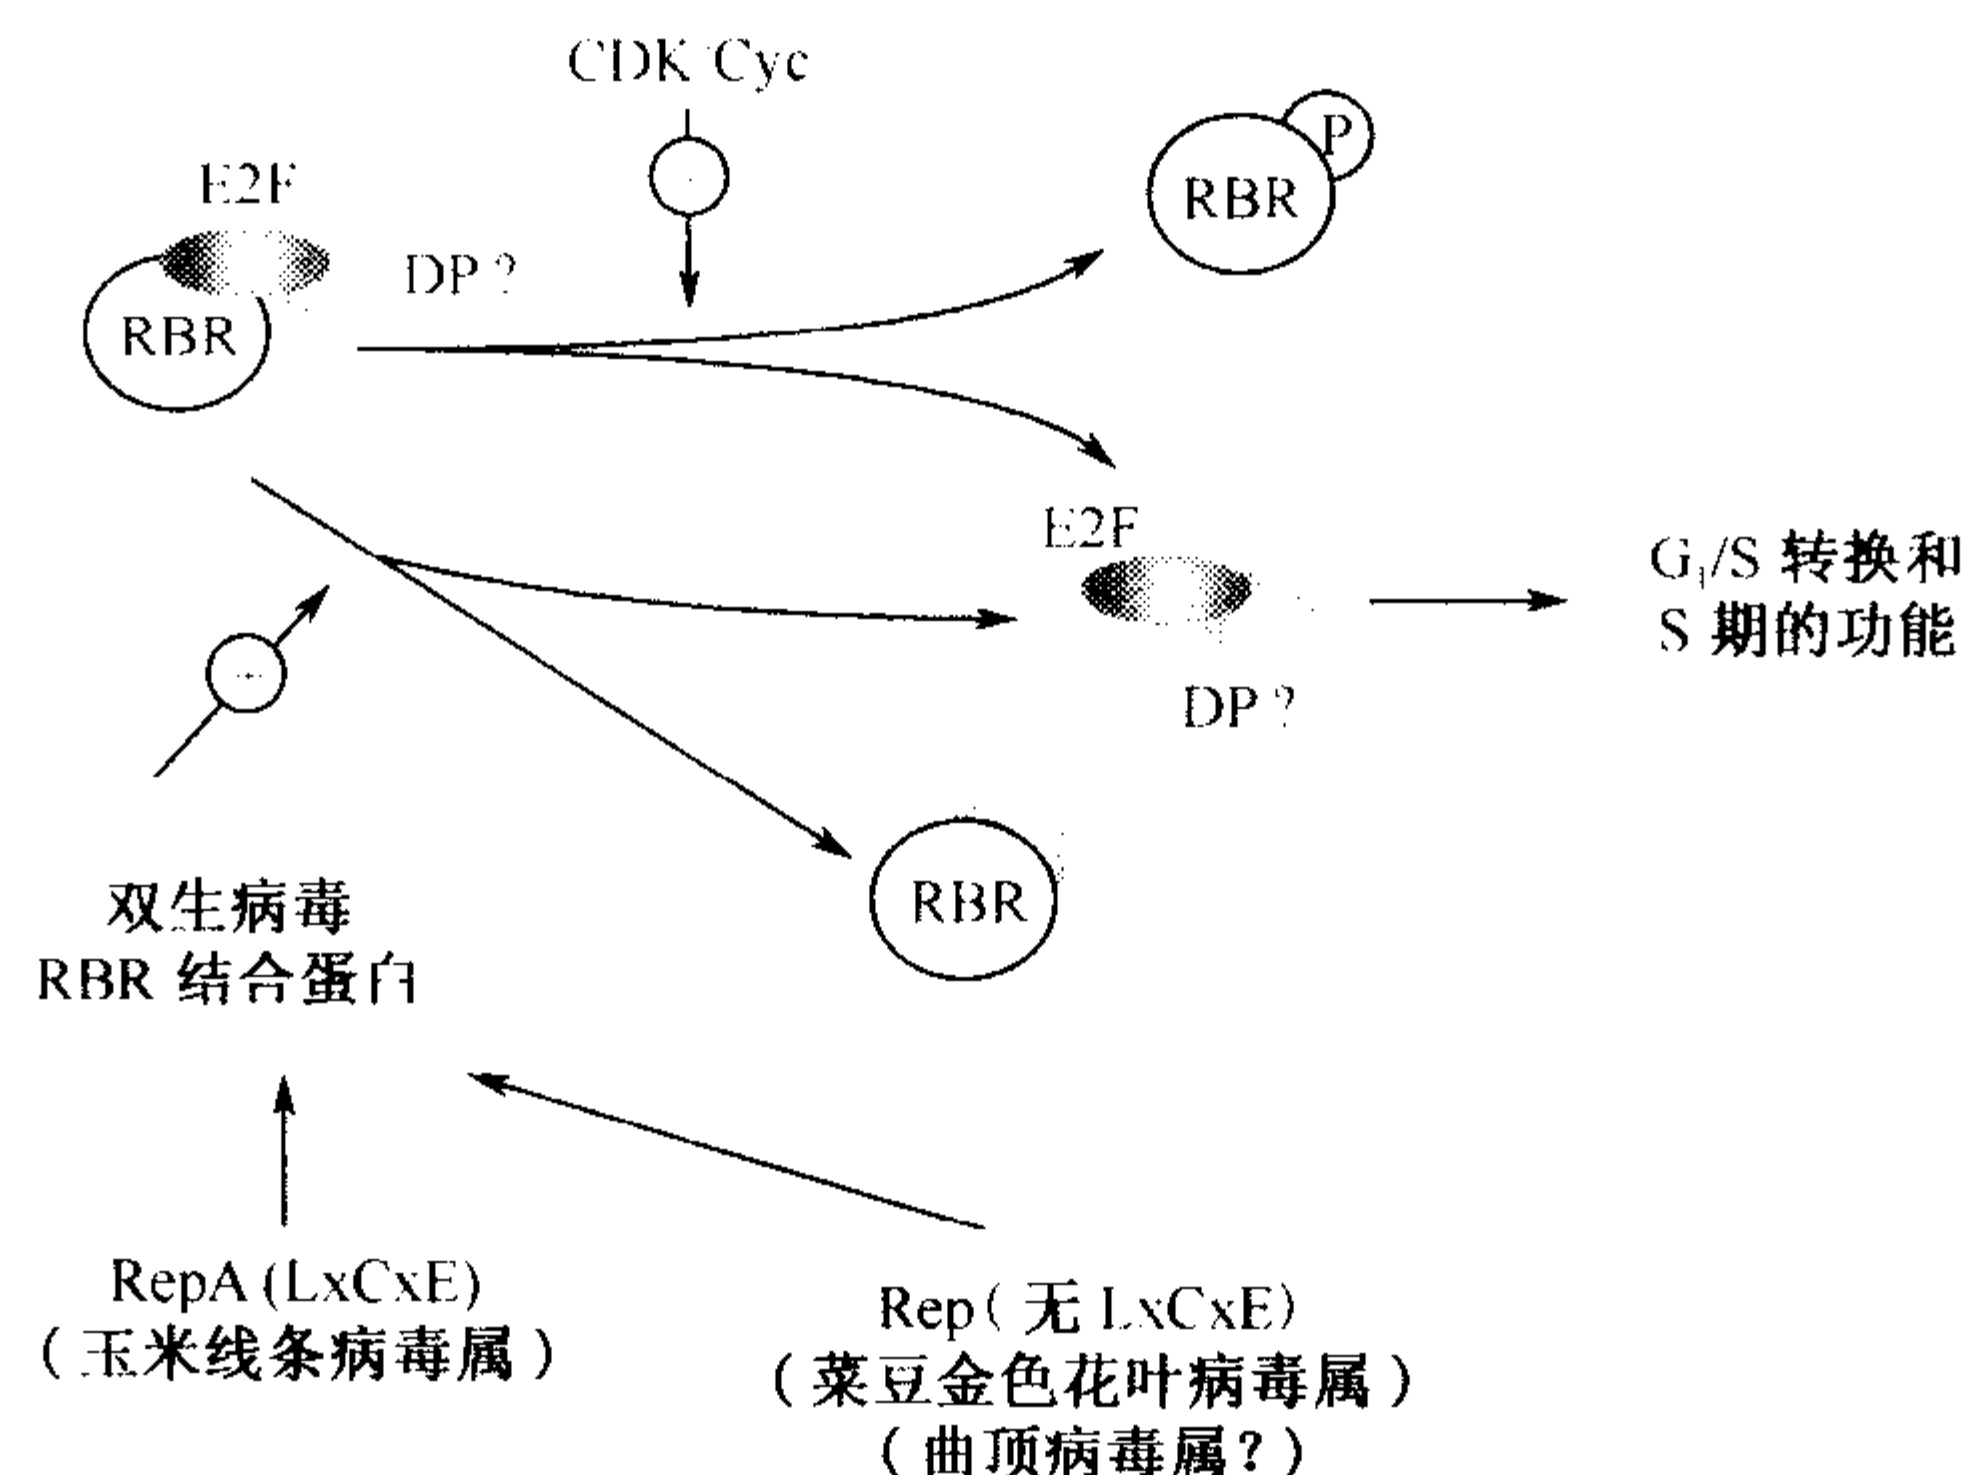 CDK Cyc
P
RBR
E2F
DP ?
RBR
E2F
DP ?
G₁/S 转换和
S 期的功能
+
RBR
双生病毒
RBR 结合蛋白
RepA (LxCxE)
( 玉米线条病毒属 )
Rep ( 无 LxCxE)
( 菜豆金色花叶病毒属 )
( 曲顶病毒属? )